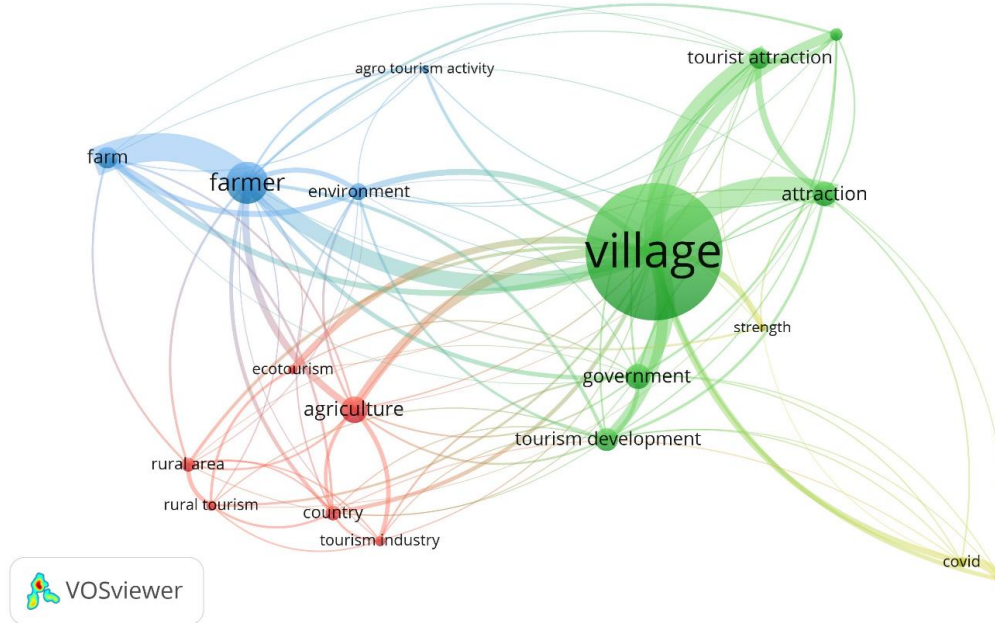 tourist attraction
agro tourism activity
farm
farmer
environment
attraction
village
strength
ecotourism
government
agriculture
tourism development
rural area
rural tourism
country
tourism industry
covid
VOSviewer